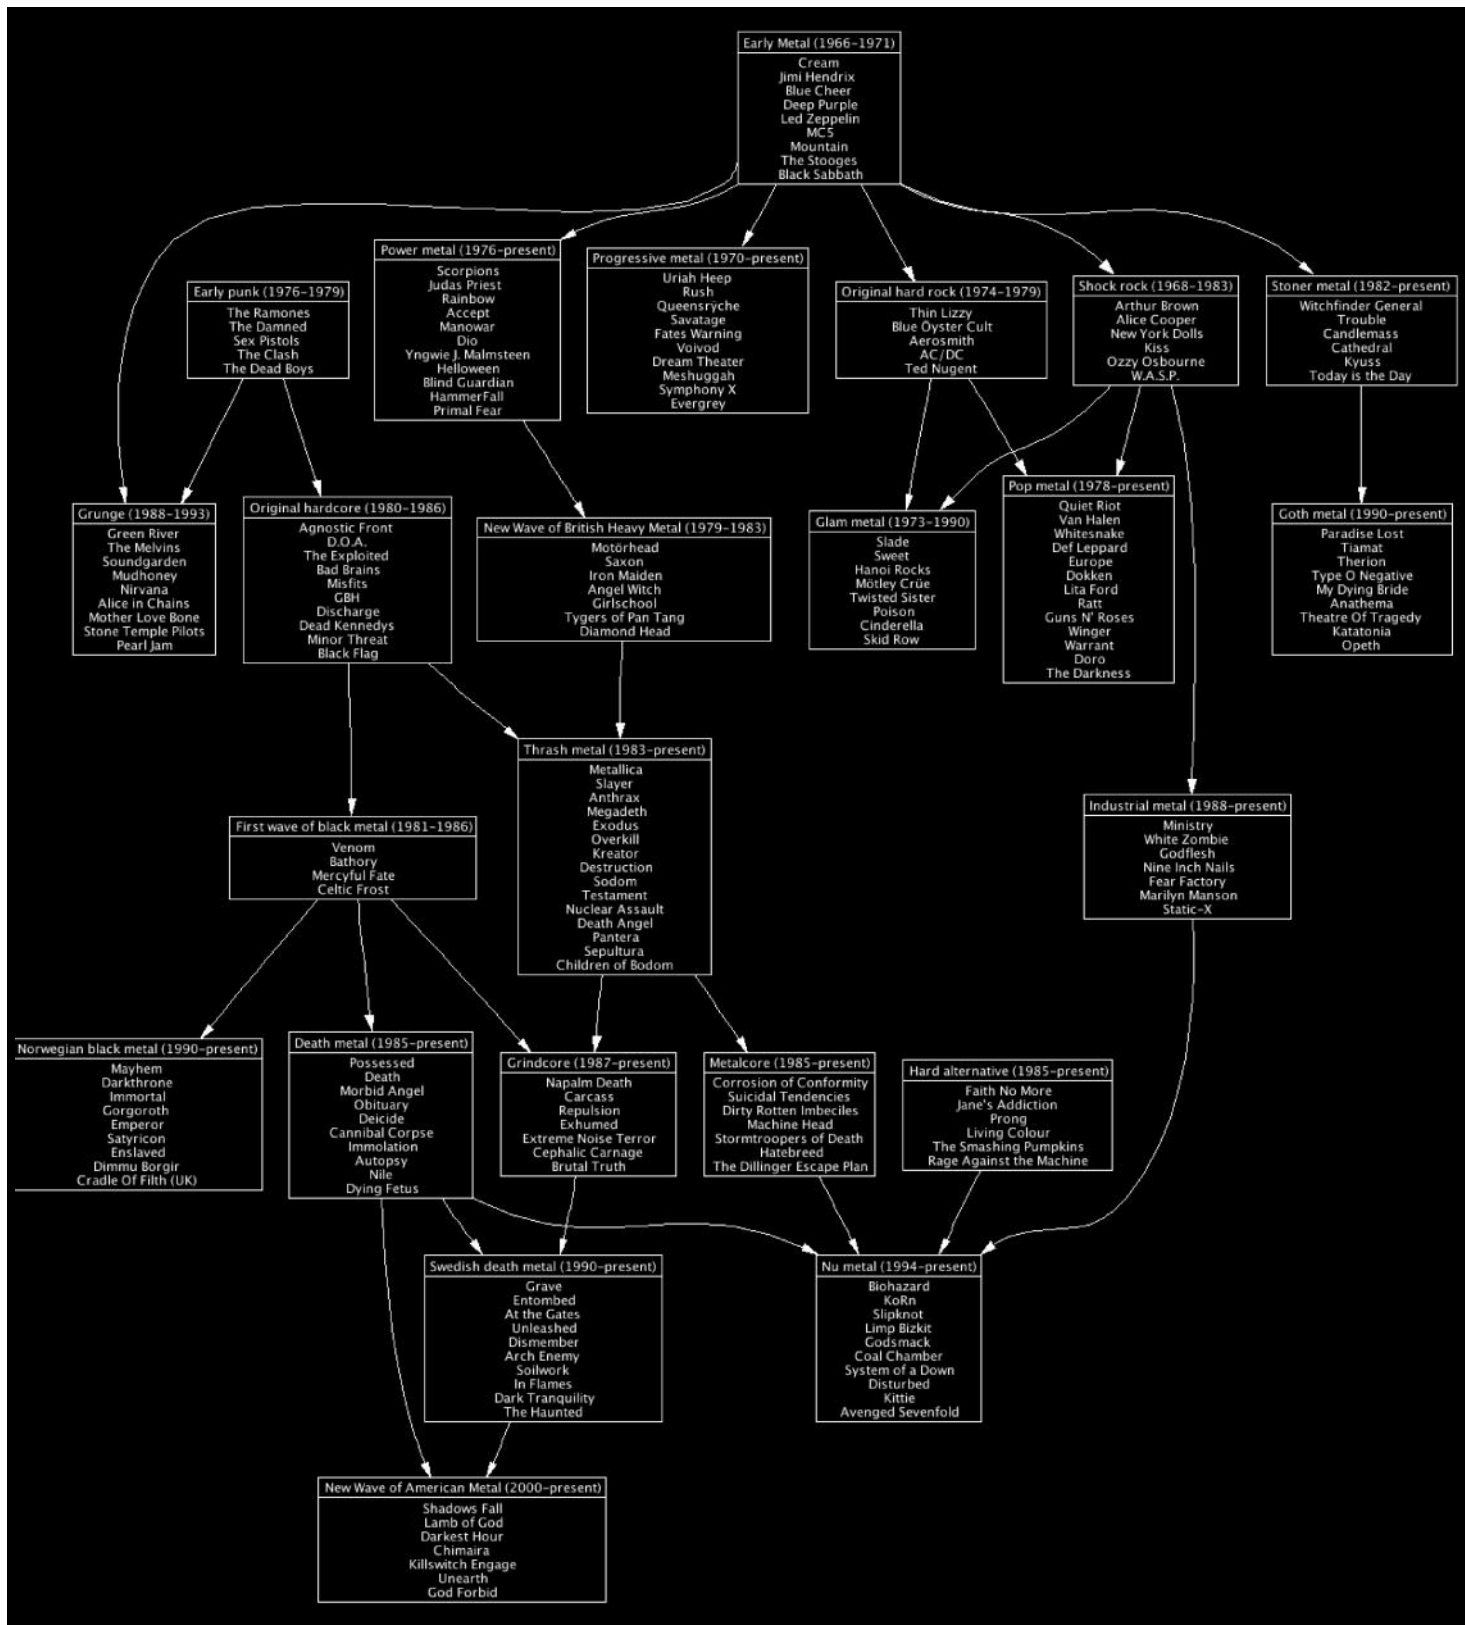 Early Metal (1966-1971)
Cream
Jimi Hendrix
Blue Cheer
Deep Purple
Led Zeppelin
MC5
Mountain
The Stooges
Black Sabbath
Power metal (1976-present)
Scorpions
Judas Priest
Rainbow
Accept
Manowar
Dio
Yngwie J. Malmsteen
Helloween
Blind Guardian
HammerFall
Primal Fear
Progressive metal (1970-present)
Uriah Heep
Rush
Queensrÿche
Savatage
Fates Warning
Voivod
Dream Theater
Meshuggah
Symphony X
Evergrey
Early punk (1976-1979)
The Ramones
The Damned
Sex Pistols
The Clash
The Dead Boys
Original hard rock (1974-1979)
Thin Lizzy
Blue Öyster Cult
Aerosmith
AC/DC
Ted Nugent
Shock rock (1968-1983)
Arthur Brown
Alice Cooper
New York Dolls
Kiss
Ozzy Osbourne
W.A.S.P.
Stoner metal (1982-present)
Witchfinder General
Trouble
Candlemass
Cathedral
Kyuss
Today is the Day
Grunge (1988-1993)
Green River
The Melvins
Soundgarden
Mudhoney
Nirvana
Alice in Chains
Mother Love Bone
Stone Temple Pilots
Pearl Jam
Original hardcore (1980-1986)
Agnostic Front
D.O.A.
The Exploited
Bad Brains
Misfits
GBH
Discharge
Dead Kennedys
Minor Threat
Black Flag
New Wave of British Heavy Metal (1979-1983)
Motörhead
Saxon
Iron Maiden
Angel Witch
Girlschool
Tygers of Pan Tang
Diamond Head
Glam metal (1973-1990)
Slade
Sweet
Hanoi Rocks
Mötley Crüe
Twisted Sister
Poison
Cinderella
Skid Row
Pop metal (1978-present)
Quiet Riot
Van Halen
Whitesnake
Def Leppard
Europe
Dokken
Lita Ford
Ratt
Guns N' Roses
Winger
Warrant
Doro
The Darkness
Goth metal (1990-present)
Paradise Lost
Tiamat
Therion
Type O Negative
My Dying Bride
Anathema
Theatre Of Tragedy
Katatonia
Opeth
Thrash metal (1983-present)
Metallica
Slayer
Anthrax
Megadeth
Exodus
Overkill
Kreator
Destruction
Sodom
Testament
Nuclear Assault
Death Angel
Pantera
Sepultura
Children of Bodom
First wave of black metal (1981-1986)
Venom
Bathory
Mercyful Fate
Celtic Frost
Industrial metal (1988-present)
Ministry
White Zombie
Godflesh
Nine Inch Nails
Fear Factory
Marilyn Manson
Static-X
Norwegian black metal (1990-present)
Mayhem
Darkthrone
Immortal
Gorgoroth
Emperor
Satyricon
Enslaved
Dimmu Borgir
Cradle Of Filth (UK)
Death metal (1985-present)
Possessed
Death
Morbid Angel
Obituary
Deicide
Cannibal Corpse
Immolation
Autopsy
Nile
Dying Fetus
Grindcore (1987-present)
Napalm Death
Carcass
Repulsion
Exhumed
Extreme Noise Terror
Cephalic Carnage
Brutal Truth
Metalcore (1985-present)
Corrosion of Conformity
Suicidal Tendencies
Dirty Rotten Imbeciles
Machine Head
Stormtroopers of Death
Hatebreed
The Dillinger Escape Plan
Hard alternative (1985-present)
Faith No More
Jane's Addiction
Prong
Living Colour
The Smashing Pumpkins
Rage Against the Machine
Swedish death metal (1990-present)
Grave
Entombed
At the Gates
Unleashed
Dismember
Arch Enemy
Soilwork
In Flames
Dark Tranquility
The Haunted
Nu metal (1994-present)
Biohazard
KoRn
Slipknot
Limp Bizkit
Godsmack
Coal Chamber
System of a Down
Disturbed
Kittie
Avenged Sevenfold
New Wave of American Metal (2000-present)
Shadows Fall
Lamb of God
Darkest Hour
Chimaira
Killswitch Engage
Unearth
God Forbid